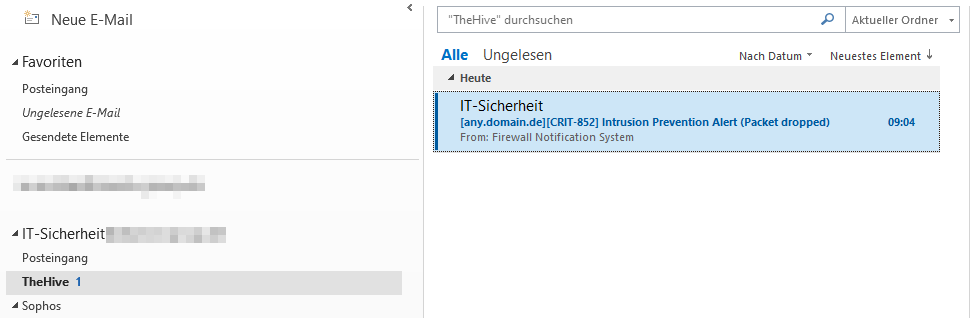 Neue E-Mail
Favoriten
Posteingang
Ungelesene E-Mail
Gesendete Elemente
IT-Sicherheit
Posteingang
TheHive 1
Sophos
"TheHive" durchsuchen
Aktueller Ordner
Alle Ungelesen Nach Datum Neuestes Element
Heute
IT-Sicherheit
[any.domain.de][CRIT-852] Intrusion Prevention Alert (Packet dropped) 09:04
From: Firewall Notification System